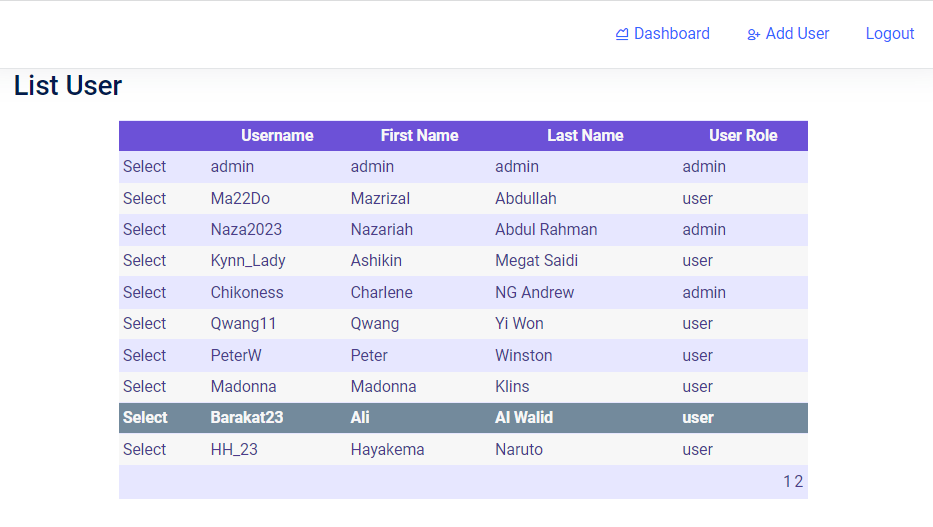 Dashboard Add User Logout
List User
Username First Name Last Name User Role
Select admin admin admin admin
Select Ma22Do Mazrizal Abdullah user
Select Naza2023 Nazariah Abdul Rahman admin
Select Kynn_Lady Ashikin Megat Saidi user
Select Chikoness Charlene NG Andrew admin
Select Qwang11 Qwang Yi Won user
Select PeterW Peter Winston user
Select Madonna Madonna Klins user
Select Barakat23 Ali Al Walid user
Select HH_23 Hayakema Naruto user
1 2